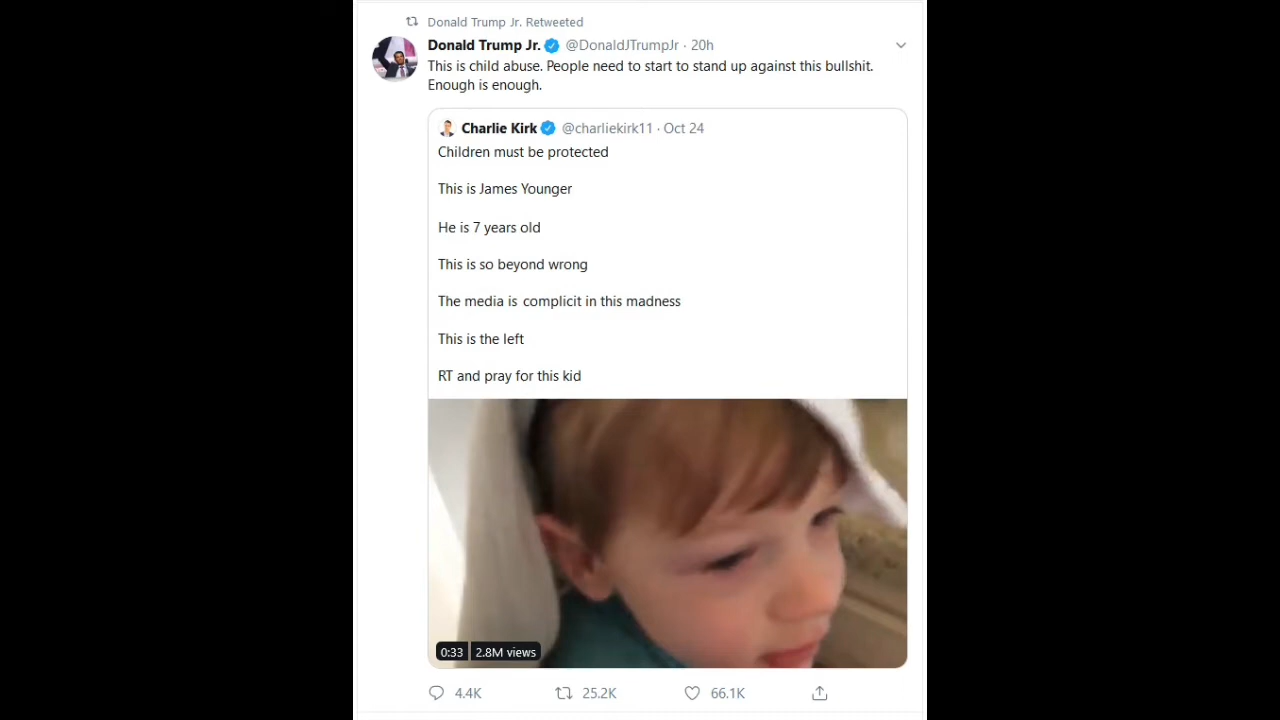 Donald Trump Jr. Retweeted
Donald Trump Jr. @DonaldJTrumpJr · 20h
This is child abuse. People need to start to stand up against this bullshit.
Enough is enough.
Charlie Kirk @charliekirk11 · Oct 24
Children must be protected
This is James Younger
He is 7 years old
This is so beyond wrong
The media is complicit in this madness
This is the left
RT and pray for this kid
0:33 2.8M views
4.4K 25.2K 66.1K